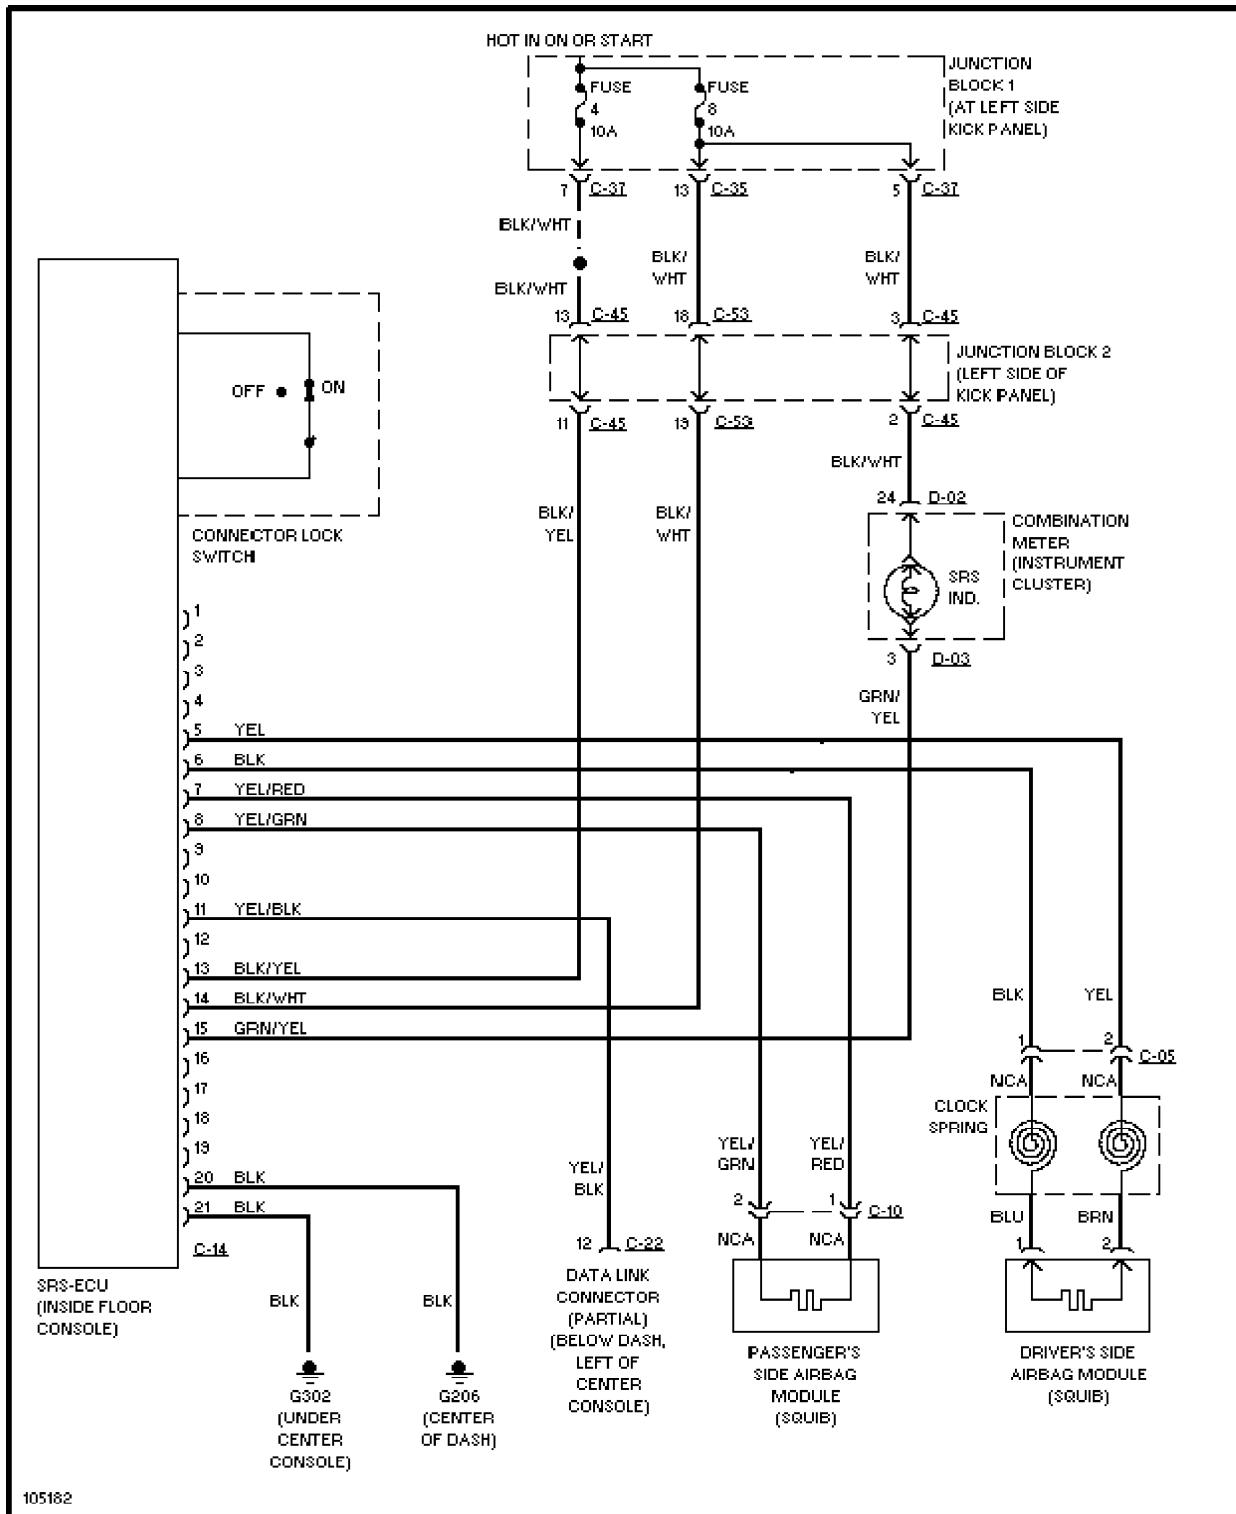 HOT IN ON OR START
JUNCTION
BLOCK 1
(AT LEFT SIDE
KICK PANEL)
FUSE
4
10A
FUSE
8
10A
7 C-37
13 C-35
5 C-37
BLK/WHT
BLK/WHT
BLK/
WHT
BLK/
WHT
13 C-45
18 C-53
3 C-45
JUNCTION BLOCK 2
(LEFT SIDE OF
KICK PANEL)
11 C-45
19 C-53
2 C-45
OFF
ON
CONNECTOR LOCK
SWITCH
BLK/WHT
24 D-02
BLK/
YEL
BLK/
WHT
COMBINATION
METER
(INSTRUMENT
CLUSTER)
SRS
IND.
3 D-03
GRN/
YEL
1
2
3
4
5 YEL
6 BLK
7 YEL/RED
8 YEL/GRN
9
10
11 YEL/BLK
12
13 BLK/YEL
14 BLK/WHT
15 GRN/YEL
16
17
18
19
20 BLK
21 BLK
C-14
SRS-ECU
(INSIDE FLOOR
CONSOLE)
BLK
BLK
G302
(UNDER
CENTER
CONSOLE)
G206
(CENTER
OF DASH)
YEL/
BLK
12 C-22
DATA LINK
CONNECTOR
(PARTIAL)
(BELOW DASH,
LEFT OF
CENTER
CONSOLE)
YEL/
GRN
YEL/
RED
2
1
C-10
NCA
NCA
PASSENGER'S
SIDE AIRBAG
MODULE
(SQUIB)
BLK
YEL
1
2
C-05
NCA
NCA
CLOCK
SPRING
BLU
BRN
1
2
DRIVER'S SIDE
AIRBAG MODULE
(SQUIB)
105182